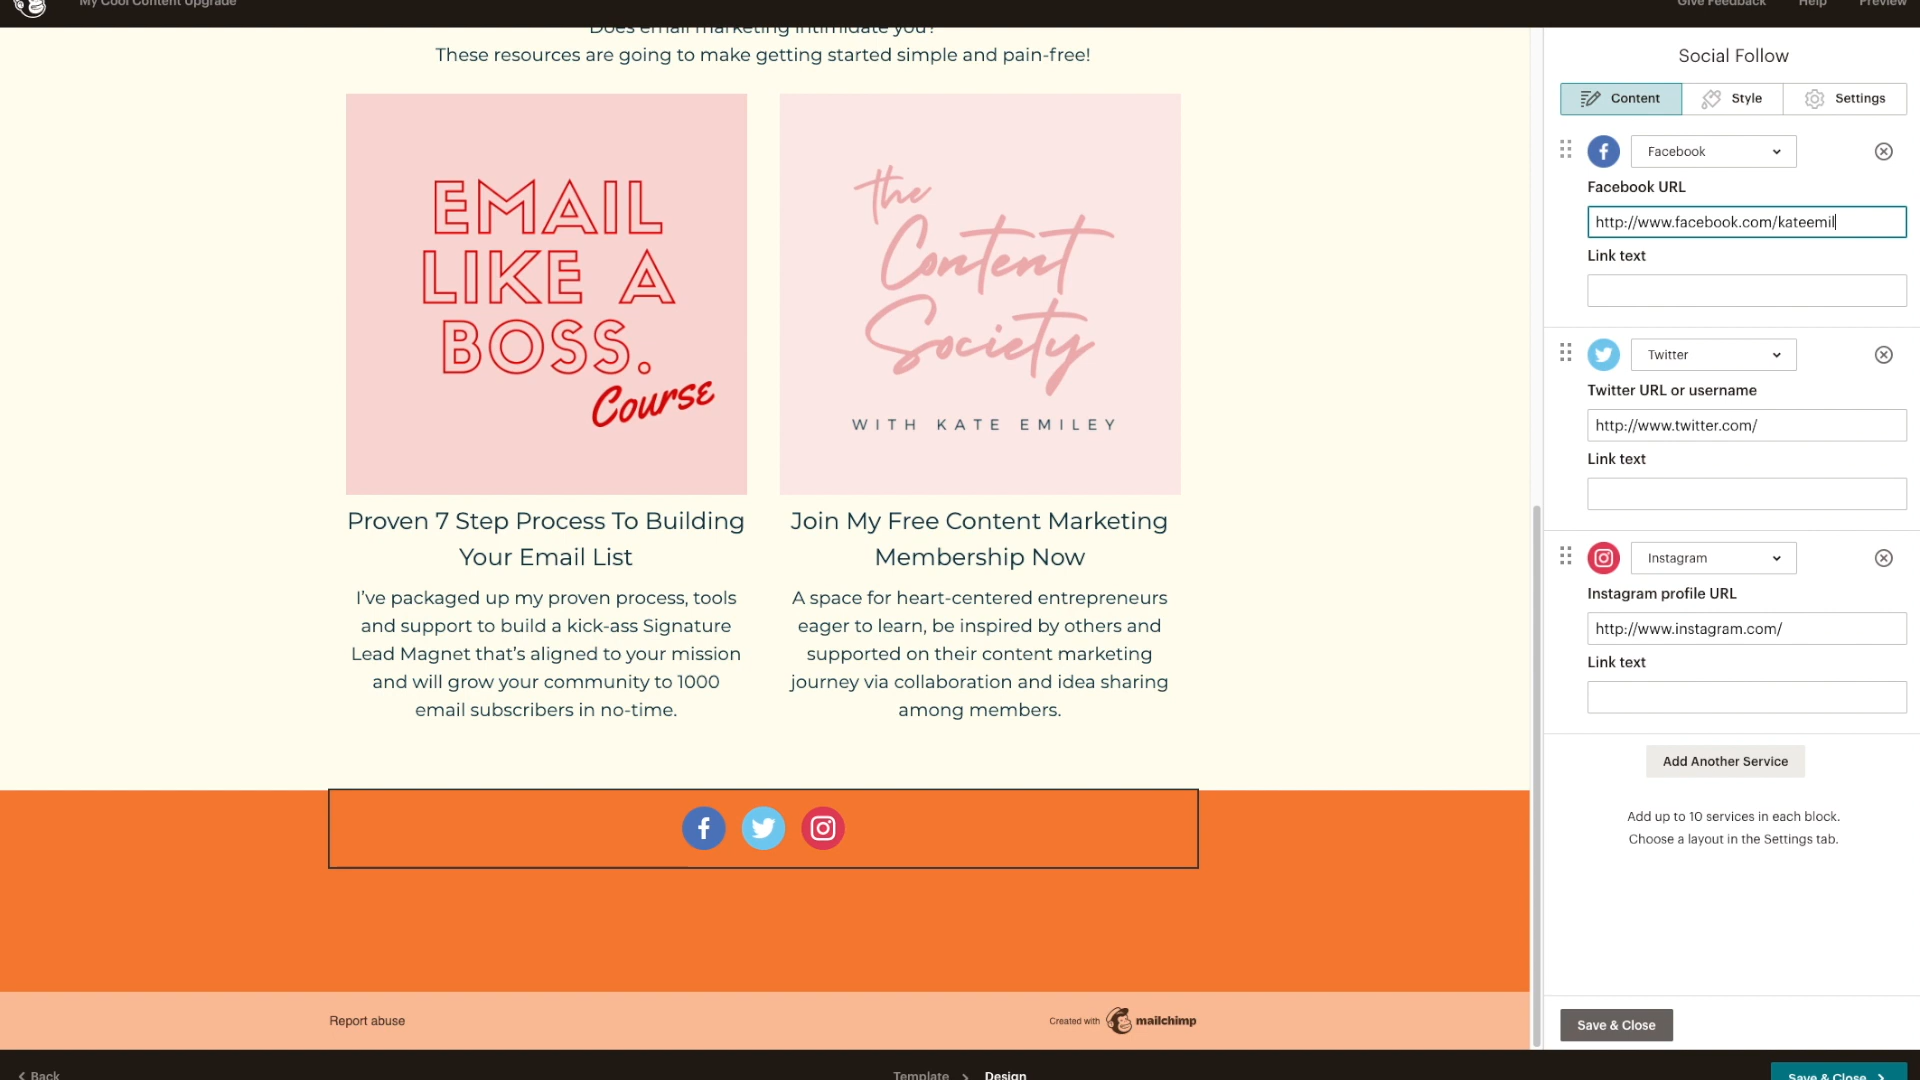 My Cool Content Upgrade
Give Feedback
Help
Preview
Does email marketing intimidate you?
These resources are going to make getting started simple and pain-free!
EMAIL
LIKE A
BOSS.
Course
the
Content
Society
WITH KATE EMILEY
Proven 7 Step Process To Building
Your Email List
I've packaged up my proven process, tools
and support to build a kick-ass Signature
Lead Magnet that's aligned to your mission
and will grow your community to 1000
email subscribers in no-time.
Join My Free Content Marketing
Membership Now
A space for heart-centered entrepreneurs
eager to learn, be inspired by others and
supported on their content marketing
journey via collaboration and idea sharing
among members.
Report abuse
Created with mailchimp
Social Follow
Content
Style
Settings
Facebook
Facebook URL
http://www.facebook.com/kateemil
Link text
Twitter
Twitter URL or username
http://www.twitter.com/
Link text
Instagram
Instagram profile URL
http://www.instagram.com/
Link text
Add Another Service
Add up to 10 services in each block.
Choose a layout in the Settings tab.
Save & Close
Back
Template
Design
Save & Close